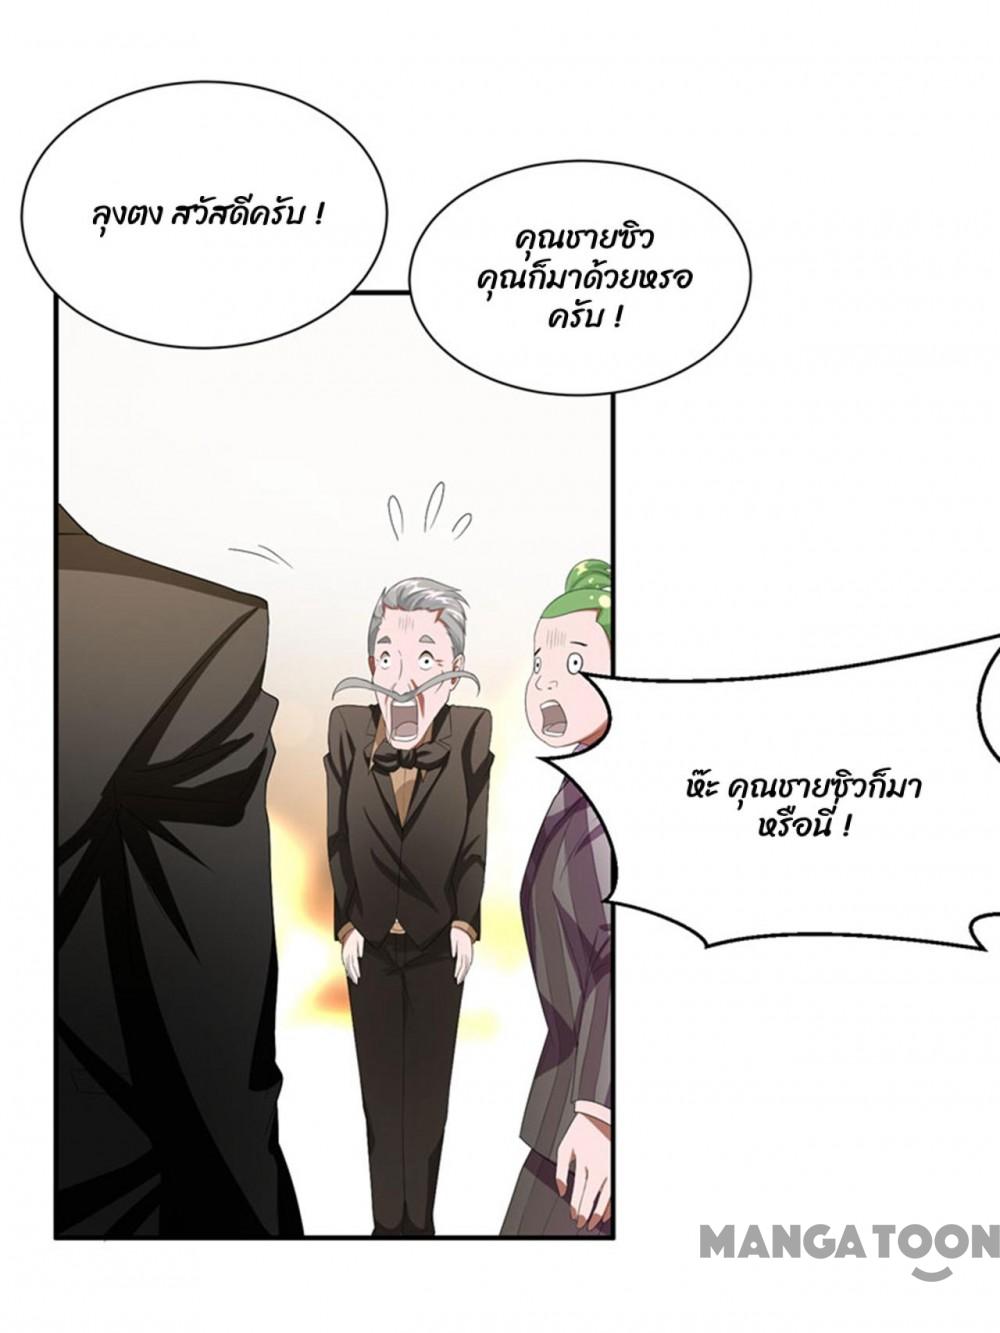 ลุงตง สวัสดีครับ !
คุณชายซิว
คุณก็มาด้วยหรอ
ครับ !
ห๊ะ คุณชายซิวก็มา
หรือนี่ !
MANGATOON